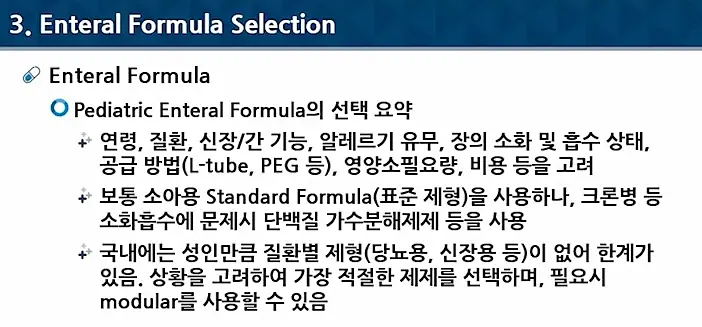 3. Enteral Formula Selection
Enteral Formula
Pediatric Enteral Formula의 선택 요약
연령, 질환, 신장/간 기능, 알레르기 유무, 장의 소화 및 흡수 상태,
공급 방법(L-tube, PEG 등), 영양소필요량, 비용 등을 고려
보통 소아용 Standard Formula(표준 제형)을 사용하나, 크론병 등
소화흡수에 문제시 단백질 가수분해제제 등을 사용
국내에는 성인만큼 질환별 제형(당뇨용, 신장용 등)이 없어 한계가
있음. 상황을 고려하여 가장 적절한 제제를 선택하며, 필요시
modular를 사용할 수 있음